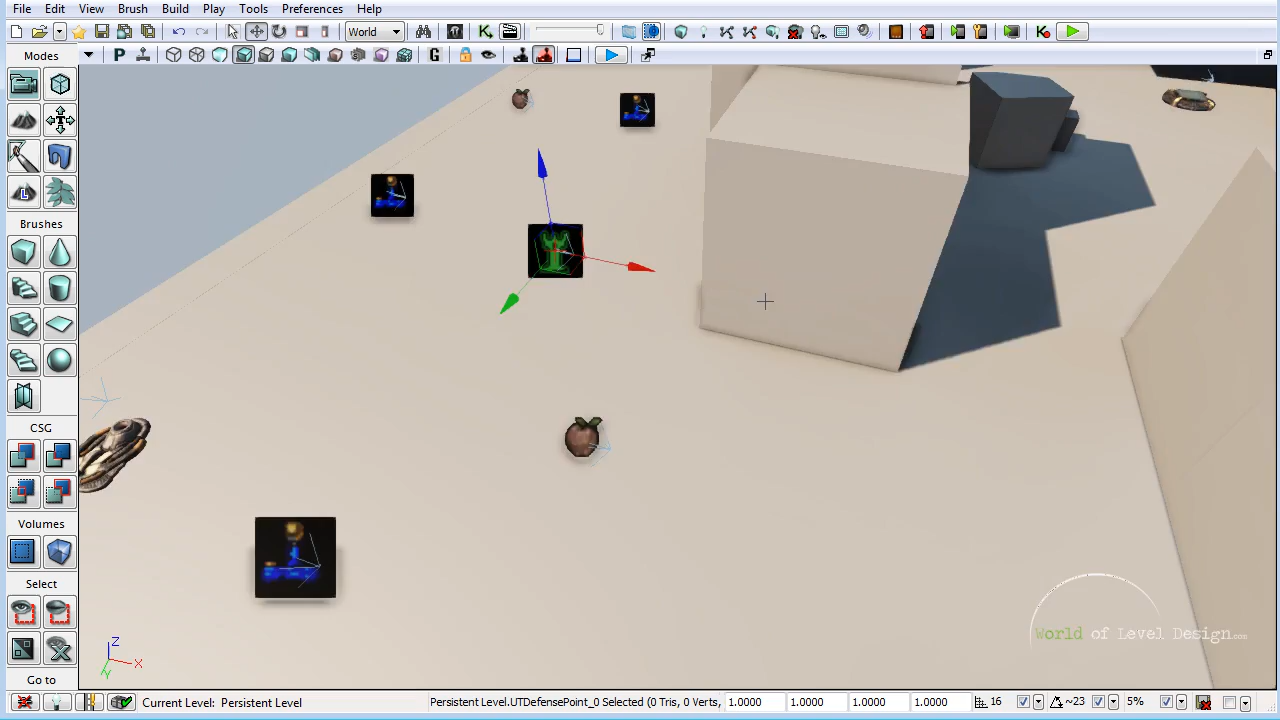 File Edit View Brush Build Play Tools Preferences Help
World
Modes
P G
L
Brushes
CSG
Volumes
Select
Go to
Z
X
Y
World of Level Design.com
Current Level: Persistent Level Persistent Level.UTDefensePoint_0 Selected (0 Tris, 0 Verts, 1.0000 1.0000 1.0000 1.0000 16 ~23 5%